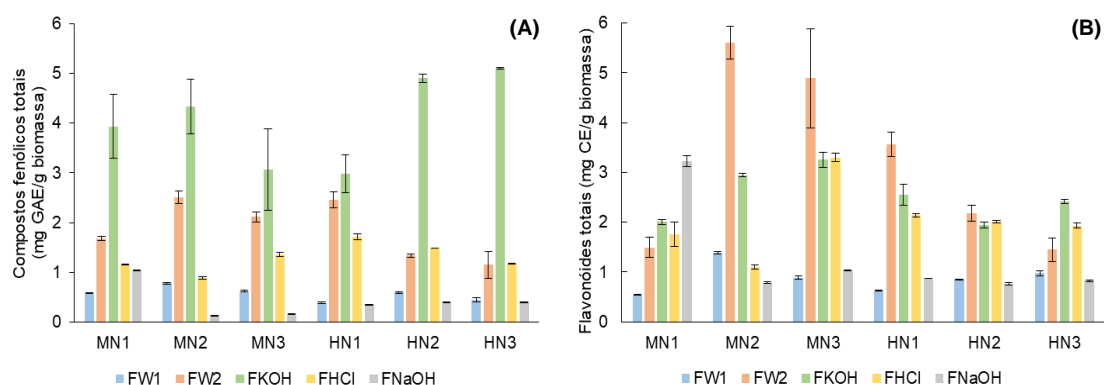 (A)
Compostos fenólicos totais
(mg GAE/g biomassa)
6
5
4
3
2
1
0
MN1 MN2 MN3 HN1 HN2 HN3
FW1 FW2 FKOH FHCl FNaOH
(B)
Flavonóides totais (mg CE/g biomassa)
6
5
4
3
2
1
0
MN1 MN2 MN3 HN1 HN2 HN3
FW1 FW2 FKOH FHCl FNaOH